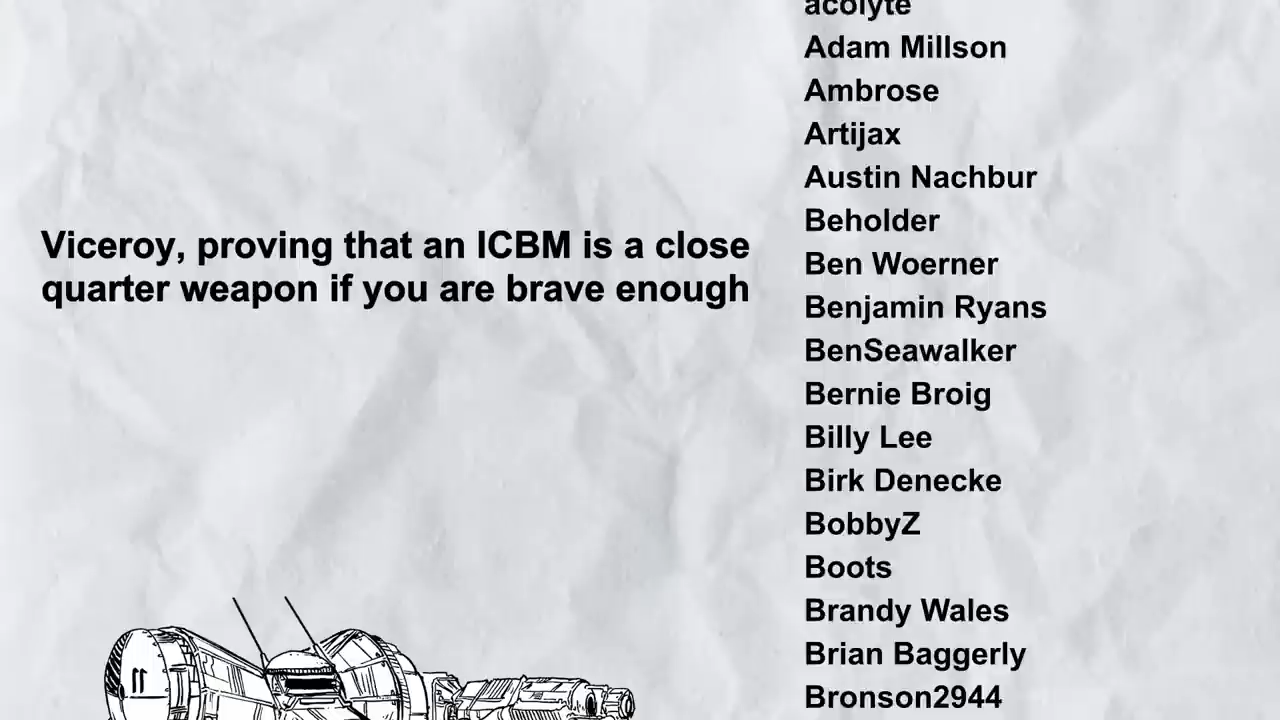 Viceroy, proving that an ICBM is a close
quarter weapon if you are brave enough
acolyte
Adam Millson
Ambrose
Artijax
Austin Nachbur
Beholder
Ben Woerner
Benjamin Ryans
BenSeawalker
Bernie Broig
Billy Lee
Birk Denecke
BobbyZ
Boots
Brandy Wales
Brian Baggerly
Bronson2944
11